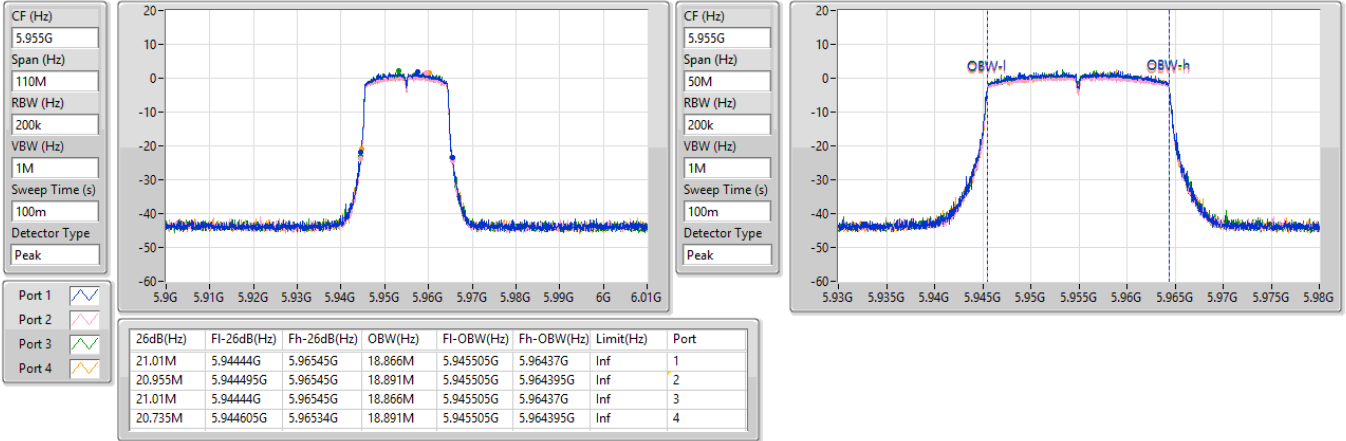 CF (Hz)
5.955G
Span (Hz)
110M
RBW (Hz)
200k
VBW (Hz)
1M
Sweep Time (s)
100m
Detector Type
Peak
20
10
0
-10
-20
-30
-40
-50
-60
5.9G 5.91G 5.92G 5.93G 5.94G 5.95G 5.96G 5.97G 5.98G 5.99G 6G 6.01G
CF (Hz)
5.955G
Span (Hz)
50M
RBW (Hz)
200k
VBW (Hz)
1M
Sweep Time (s)
100m
Detector Type
Peak
20
10
0
-10
-20
-30
-40
-50
-60
OBW-l OBW-h
5.93G 5.935G 5.94G 5.945G 5.95G 5.955G 5.96G 5.965G 5.97G 5.975G 5.98G
Port 1
Port 2
Port 3
Port 4
26dB(Hz) Fl-26dB(Hz) Fh-26dB(Hz) OBW(Hz) Fl-OBW(Hz) Fh-OBW(Hz) Limit(Hz) Port
21.01M 5.94444G 5.96545G 18.866M 5.945505G 5.96437G Inf 1
20.955M 5.944495G 5.96545G 18.891M 5.945505G 5.964395G Inf 2
21.01M 5.94444G 5.96545G 18.866M 5.945505G 5.96437G Inf 3
20.735M 5.944605G 5.96534G 18.891M 5.945505G 5.964395G Inf 4